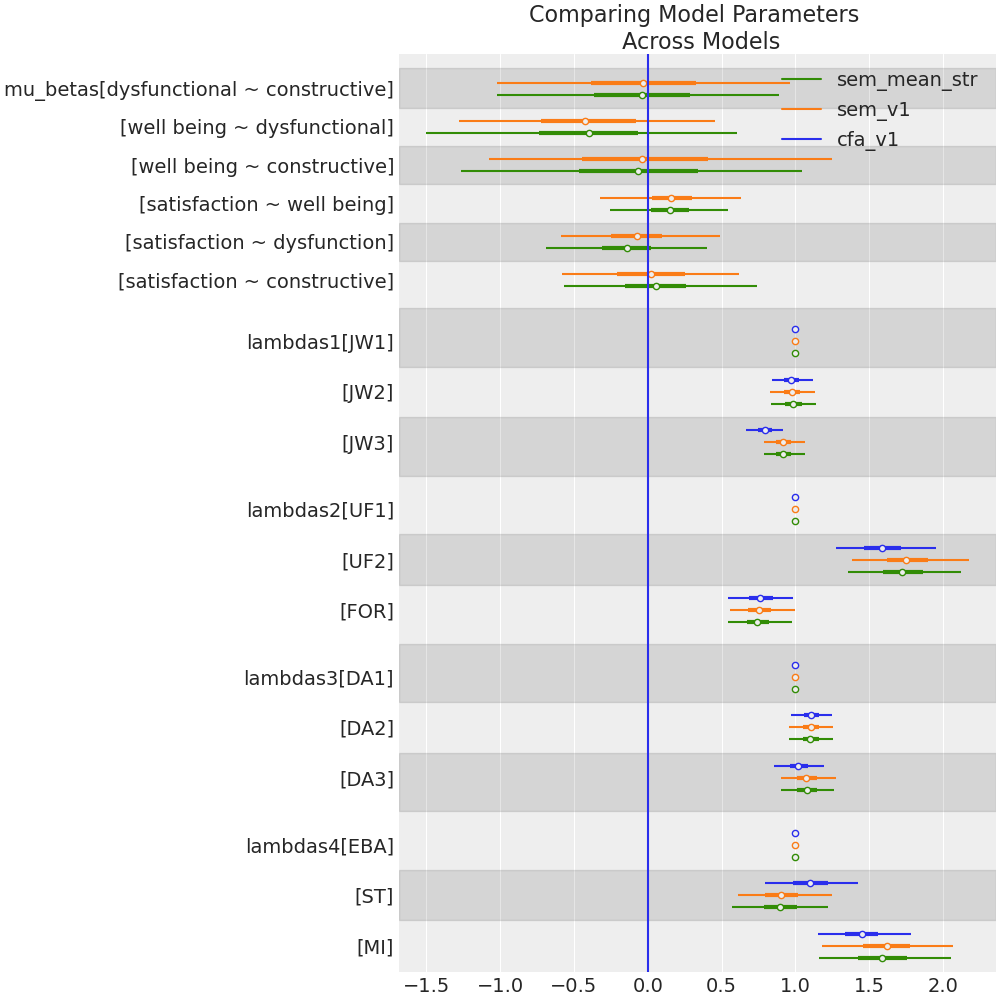 Comparing Model Parameters
Across Models
mu_betas[dysfunctional ~ constructive]
[well being ~ dysfunctional]
[well being ~ constructive]
[satisfaction ~ well being]
[satisfaction ~ dysfunction]
[satisfaction ~ constructive]
lambdas1[JW1]
[JW2]
[JW3]
lambdas2[UF1]
[UF2]
[FOR]
lambdas3[DA1]
[DA2]
[DA3]
lambdas4[EBA]
[ST]
[MI]
sem_mean_str
sem_v1
cfa_v1
−1.5 −1.0 −0.5 0.0 0.5 1.0 1.5 2.0